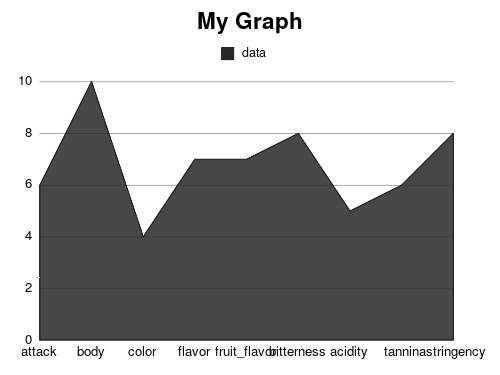 My Graph
data
10
8
6
4
2
0
attack body color flavor fruit_flavor bitterness acidity tannin astringency